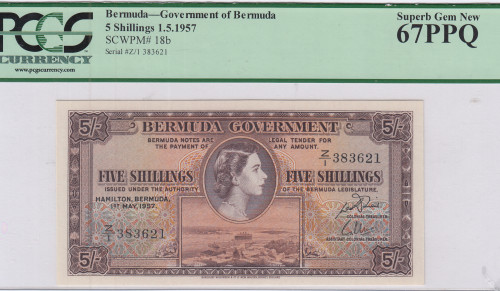 PCGS
CURRENCY
www.pcgscurrency.com
Bermuda—Government of Bermuda
5 Shillings 1.5.1957
SCWPM# 18b
Serial #Z/1 383621
Superb Gem New
67PPQ
5/- BERMUDA GOVERNMENT 5/-
BERMUDA NOTES ARE LEGAL TENDER FOR
THE PAYMENT OF ANY AMOUNT.
Z/1 383621
FIVE SHILLINGS FIVE SHILLINGS
ISSUED UNDER THE AUTHORITY OF THE BERMUDA LEGISLATURE.
HAMILTON, BERMUDA,
1ST MAY, 1957.
Z/1 383621
5/- 5/-